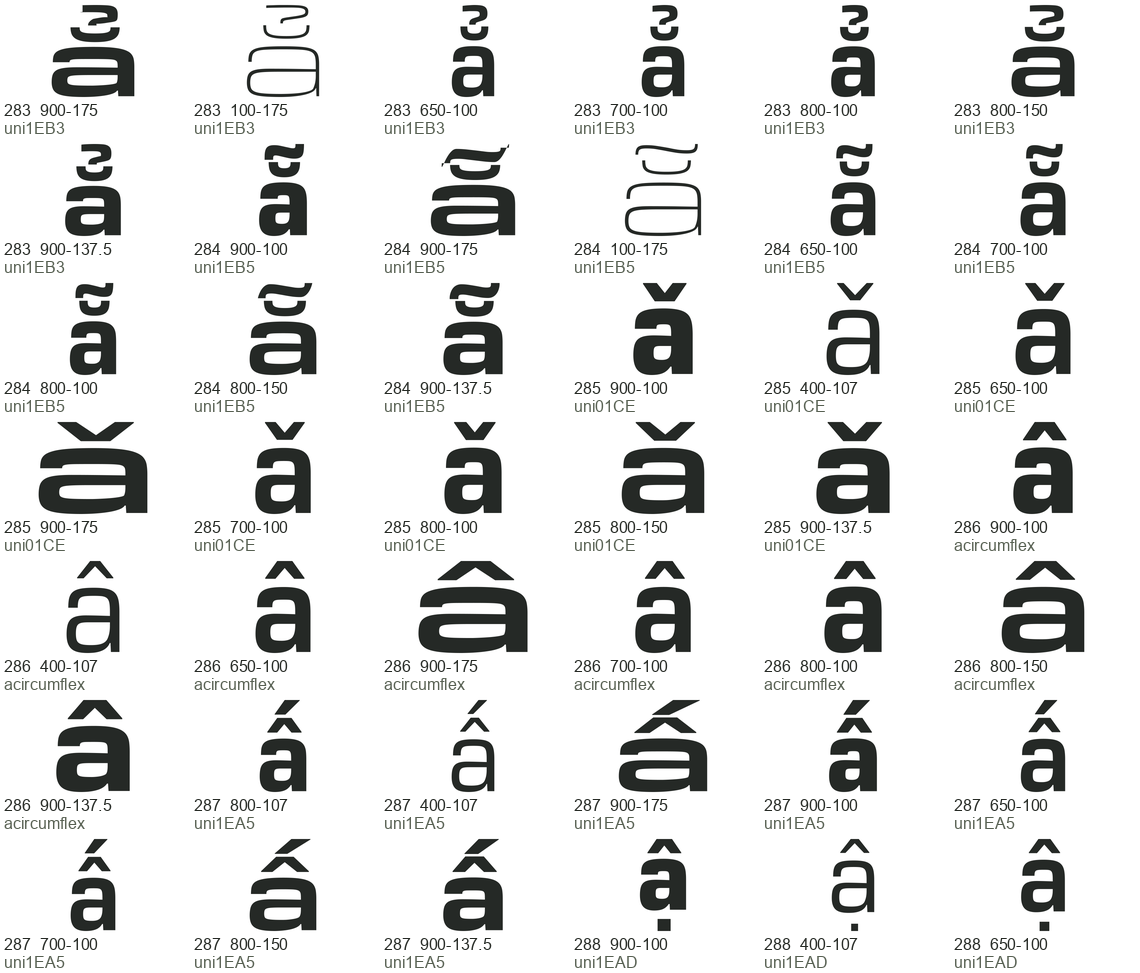 ẳ ẳ ẳ ẳ ẳ ẳ
283 900-175 283 100-175 283 650-100 283 700-100 283 800-100 283 800-150
uni1EB3 uni1EB3 uni1EB3 uni1EB3 uni1EB3 uni1EB3
ẳ ẵ ẵ ẵ ẵ ẵ
283 900-137.5 284 900-100 284 900-175 284 100-175 284 650-100 284 700-100
uni1EB3 uni1EB5 uni1EB5 uni1EB5 uni1EB5 uni1EB5
ẵ ẵ ẵ ǎ ǎ ǎ
284 800-100 284 800-150 284 900-137.5 285 900-100 285 400-107 285 650-100
uni1EB5 uni1EB5 uni1EB5 uni01CE uni01CE uni01CE
ǎ ǎ ǎ ǎ ǎ â
285 900-175 285 700-100 285 800-100 285 800-150 285 900-137.5 286 900-100
uni01CE uni01CE uni01CE uni01CE uni01CE acircumflex
â â â â â â
286 400-107 286 650-100 286 900-175 286 700-100 286 800-100 286 800-150
acircumflex acircumflex acircumflex acircumflex acircumflex acircumflex
â ấ ấ ấ ấ ấ
286 900-137.5 287 800-107 287 400-107 287 900-175 287 900-100 287 650-100
acircumflex uni1EA5 uni1EA5 uni1EA5 uni1EA5 uni1EA5
ấ ấ ấ ậ ậ ậ
287 700-100 287 800-150 287 900-137.5 288 900-100 288 400-107 288 650-100
uni1EA5 uni1EA5 uni1EA5 uni1EAD uni1EAD uni1EAD